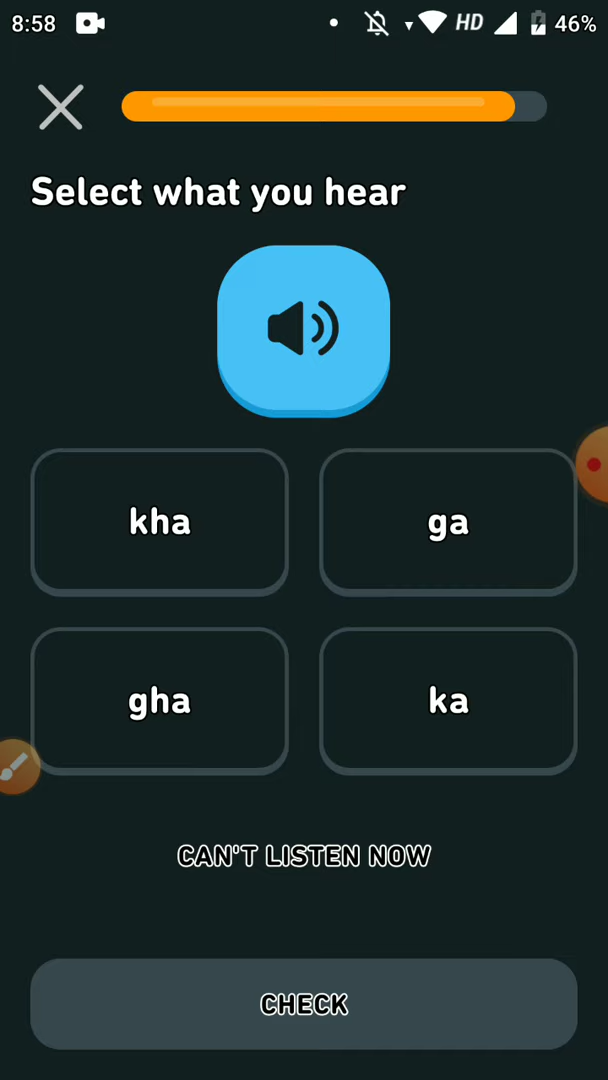 8:58 HD 46%
Select what you hear
kha ga
gha ka
CAN'T LISTEN NOW
CHECK